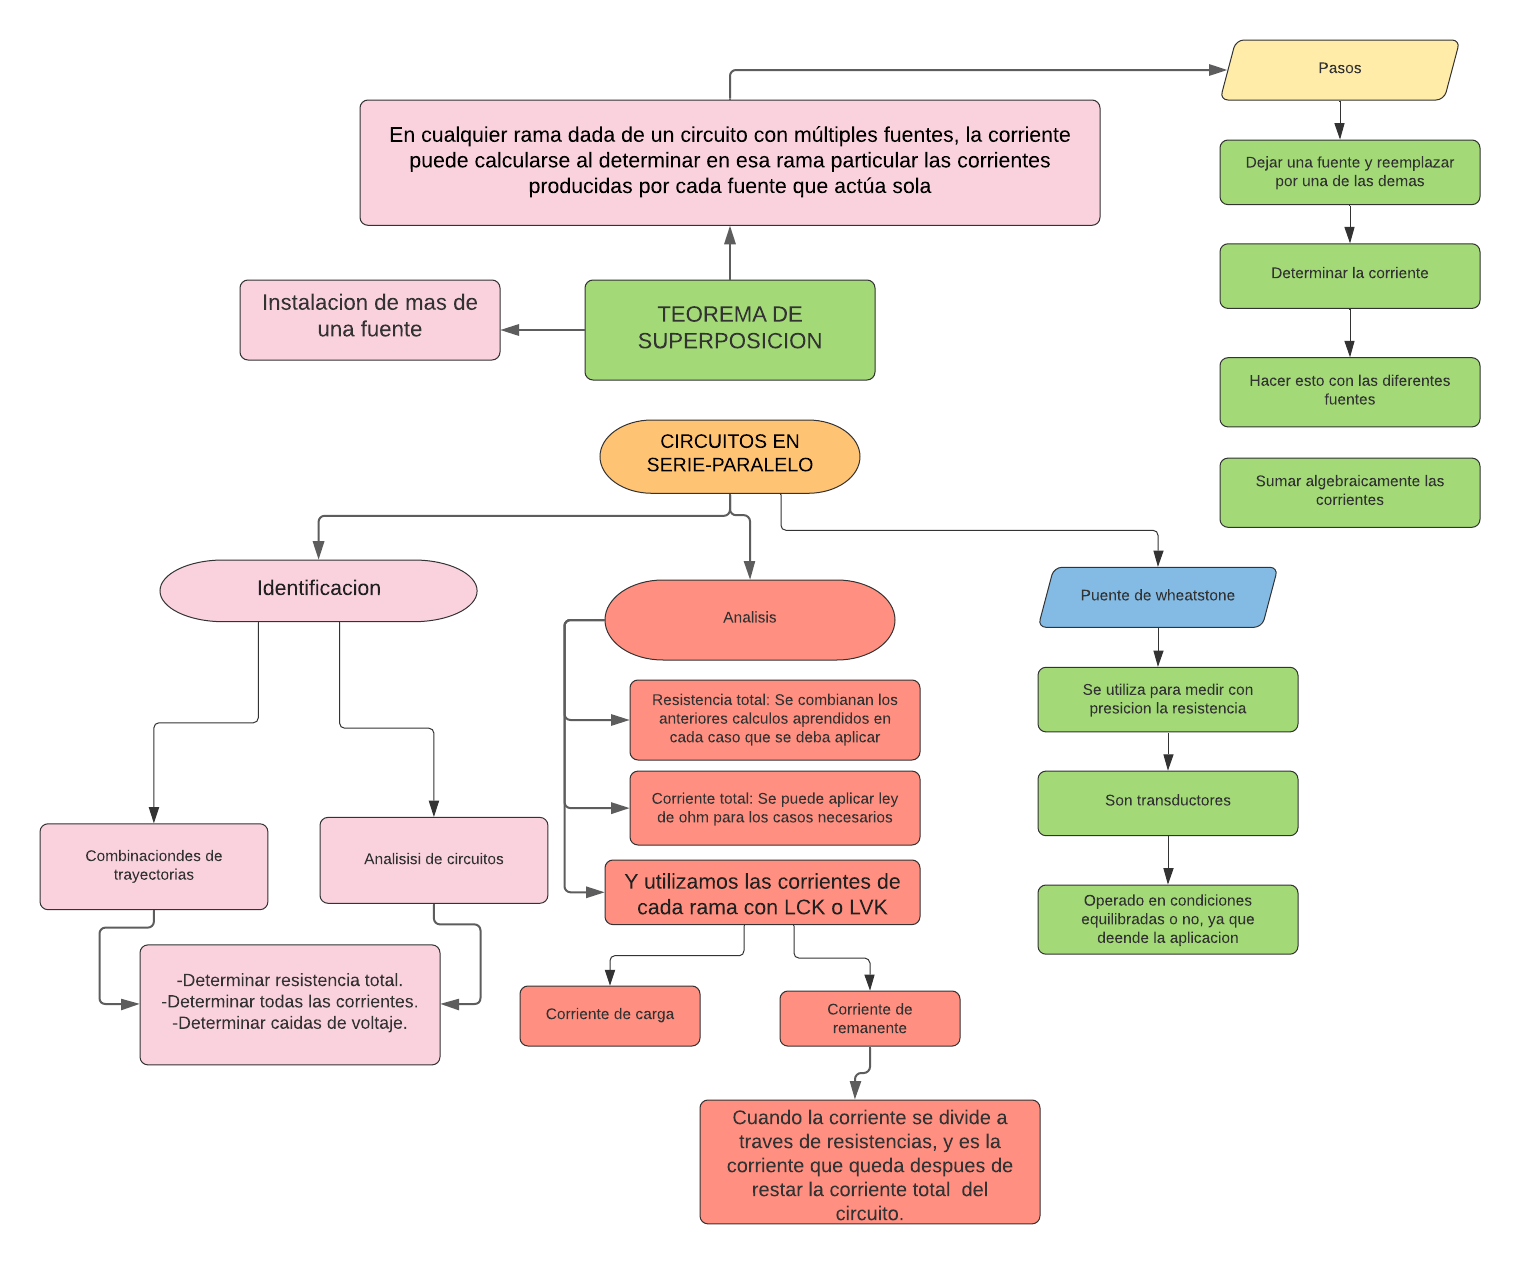 Pasos
En cualquier rama dada de un circuito con múltiples fuentes, la corriente
puede calcularse al determinar en esa rama particular las corrientes
producidas por cada fuente que actúa sola
Dejar una fuente y reemplazar
por una de las demas
Determinar la corriente
Instalacion de mas de
una fuente
TEOREMA DE
SUPERPOSICION
Hacer esto con las diferentes
fuentes
Sumar algebraicamente las
corrientes
CIRCUITOS EN
SERIE-PARALELO
Identificacion
Analisis
Puente de wheatstone
Resistencia total: Se combianan los
anteriores calculos aprendidos en
cada caso que se deba aplicar
Se utiliza para medir con
presicion la resistencia
Corriente total: Se puede aplicar ley
de ohm para los casos necesarios
Son transductores
Combinaciondes de
trayectorias
Analisisi de circuitos
Y utilizamos las corrientes de
cada rama con LCK o LVK
Operado en condiciones
equilibradas o no, ya que
deende la aplicacion
-Determinar resistencia total.
-Determinar todas las corrientes.
-Determinar caidas de voltaje.
Corriente de carga
Corriente de
remanente
Cuando la corriente se divide a
traves de resistencias, y es la
corriente que queda despues de
restar la corriente total  del
circuito.